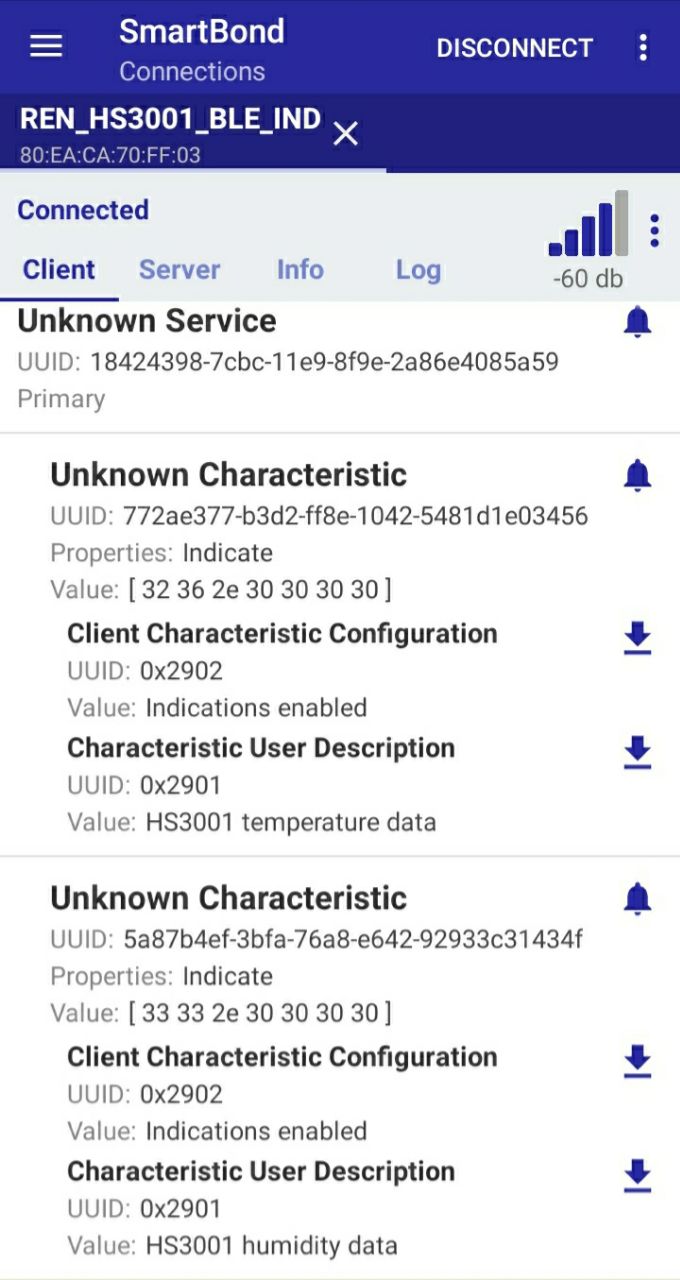 SmartBond
Connections
DISCONNECT
REN_HS3001_BLE_IND
80:EA:CA:70:FF:03
Connected
Client Server Info Log
-60 db
Unknown Service
UUID: 18424398-7cbc-11e9-8f9e-2a86e4085a59
Primary
Unknown Characteristic
UUID: 772ae377-b3d2-ff8e-1042-5481d1e03456
Properties: Indicate
Value: [ 32 36 2e 30 30 30 30 ]
Client Characteristic Configuration
UUID: 0x2902
Value: Indications enabled
Characteristic User Description
UUID: 0x2901
Value: HS3001 temperature data
Unknown Characteristic
UUID: 5a87b4ef-3bfa-76a8-e642-92933c31434f
Properties: Indicate
Value: [ 33 33 2e 30 30 30 30 ]
Client Characteristic Configuration
UUID: 0x2902
Value: Indications enabled
Characteristic User Description
UUID: 0x2901
Value: HS3001 humidity data